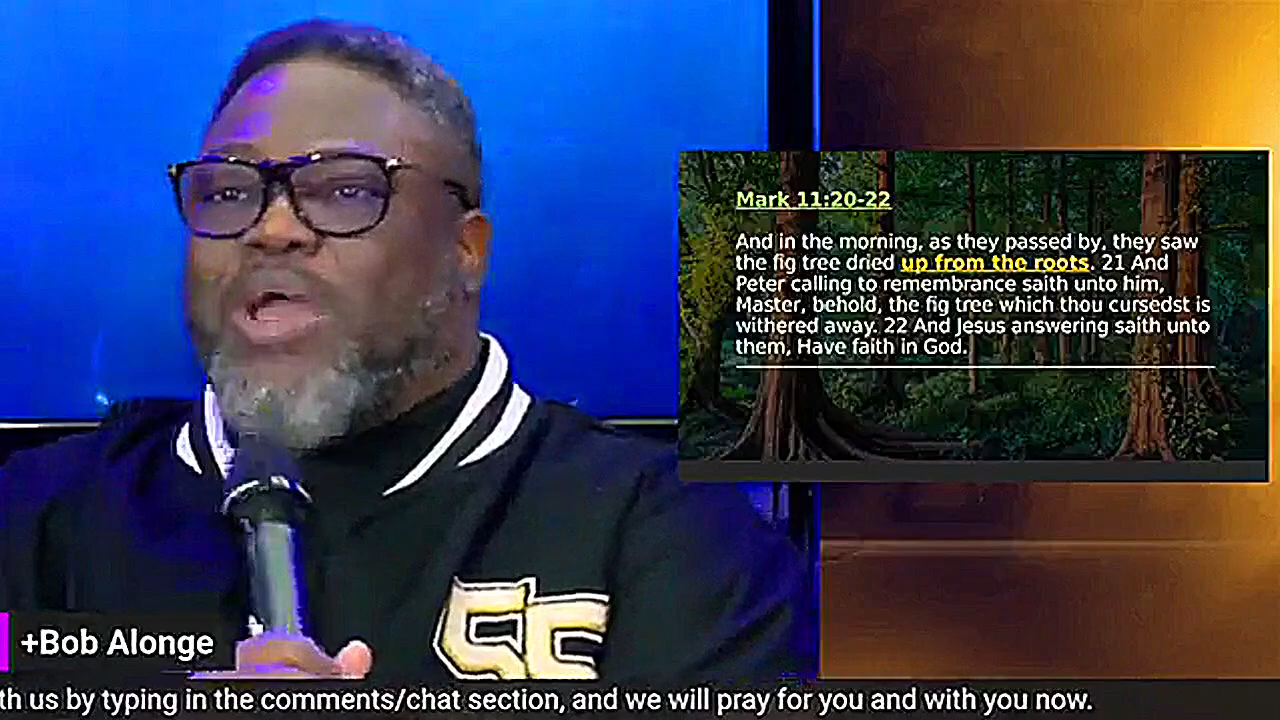 Mark 11:20-22
And in the morning, as they passed by, they saw
the fig tree dried up from the roots. 21 And
Peter calling to remembrance saith unto him,
Master, behold, the fig tree which thou cursedst is
withered away. 22 And Jesus answering saith unto
them, Have faith in God.
CC
+Bob Alonge
th us by typing in the comments/chat section, and we will pray for you and with you now.